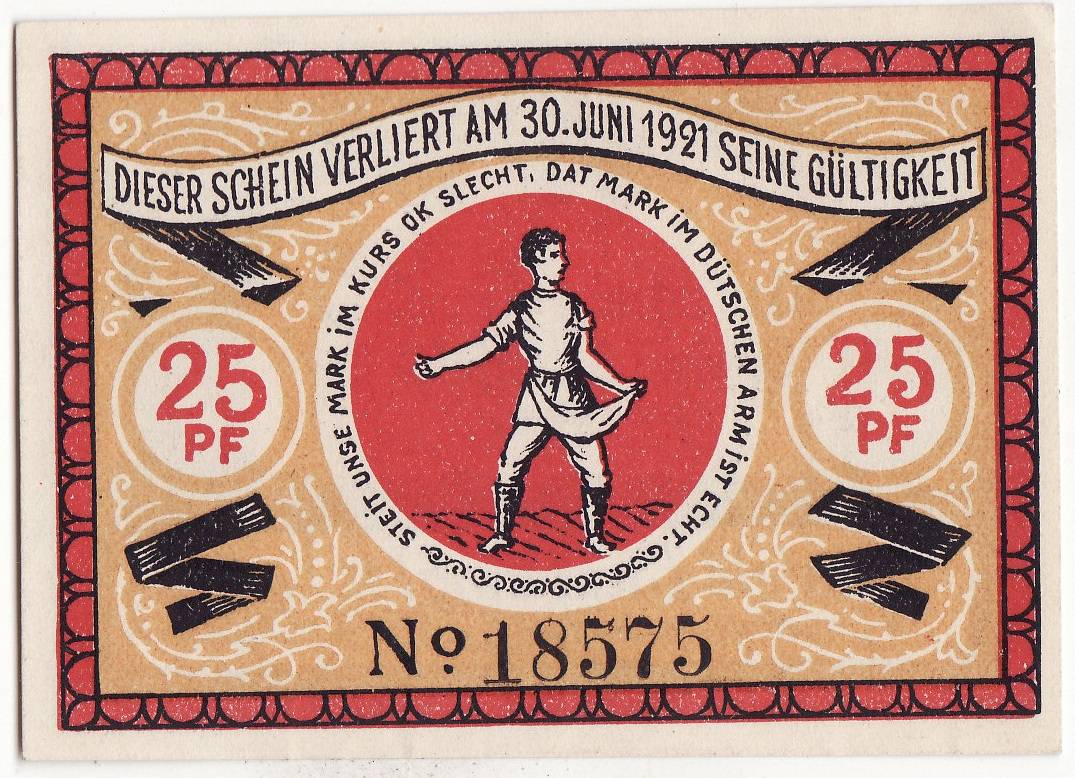 DIESER SCHEIN VERLIERT AM 30. JUNI 1921 SEINE GÜLTIGKEIT
STEIT UNSE MARK IM KURS OK SLECHT, DAT MARK IM DÜTSCHEN ARM IST ECHT.
25
PF
25
PF
No 18575